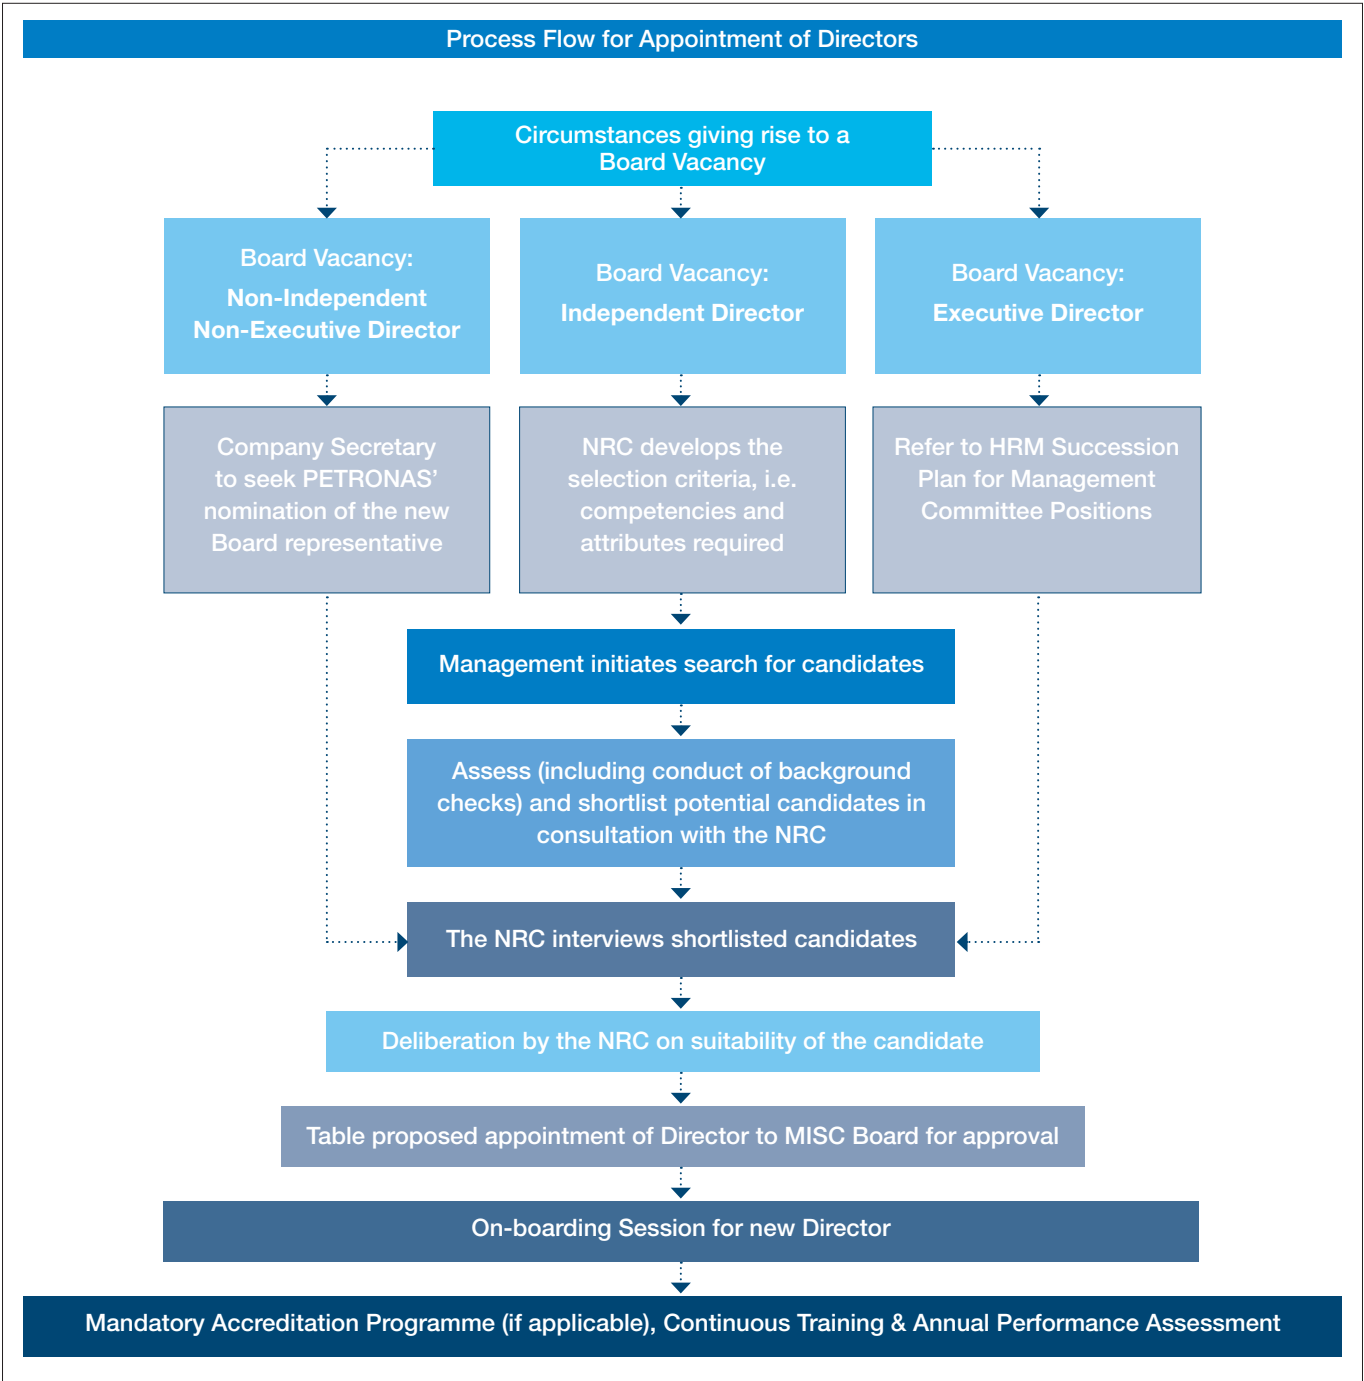 Process Flow for Appointment of Directors
Circumstances giving rise to a
Board Vacancy
Board Vacancy:
Non-Independent
Non-Executive Director
Board Vacancy:
Independent Director
Board Vacancy:
Executive Director
Company Secretary
to seek PETRONAS’
nomination of the new
Board representative
NRC develops the
selection criteria, i.e.
competencies and
attributes required
Refer to HRM Succession
Plan for Management
Committee Positions
Management initiates search for candidates
Assess (including conduct of background
checks) and shortlist potential candidates in
consultation with the NRC
The NRC interviews shortlisted candidates
Deliberation by the NRC on suitability of the candidate
Table proposed appointment of Director to MISC Board for approval
On-boarding Session for new Director
Mandatory Accreditation Programme (if applicable), Continuous Training & Annual Performance Assessment